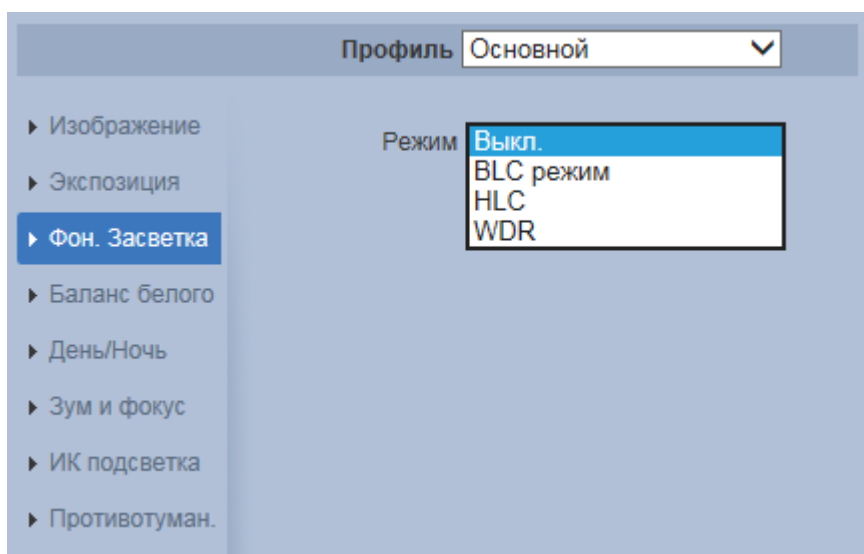 Профиль Основной
Изображение
Режим Выкл.
BLC режим
HLC
WDR
Экспозиция
Фон. Засветка
Баланс белого
День/Ночь
Зум и фокус
ИК подсветка
Противотуман.